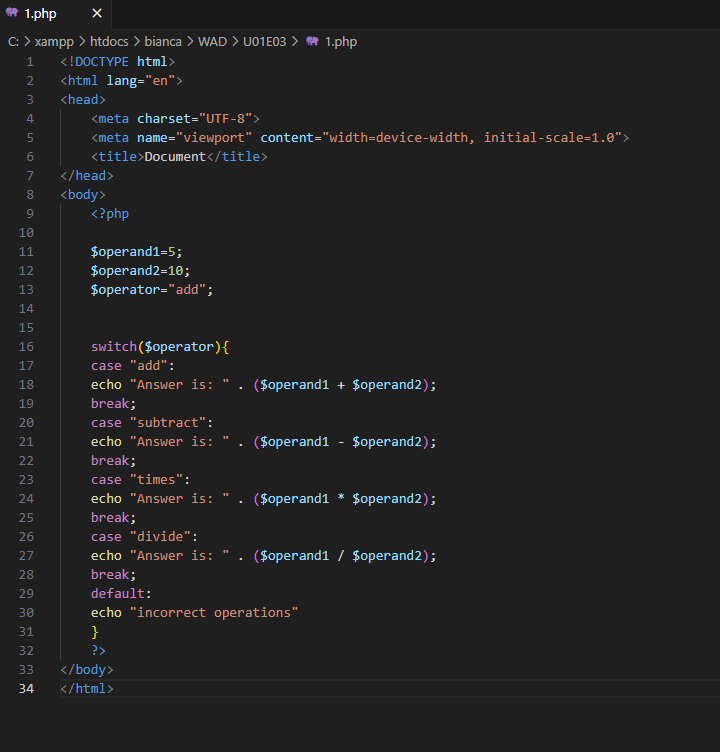 1.php ×
C: > xampp > htdocs > bianca > WAD > U01E03 > 1.php
1 <!DOCTYPE html>
2 <html lang="en">
3 <head>
4     <meta charset="UTF-8">
5     <meta name="viewport" content="width=device-width, initial-scale=1.0">
6     <title>Document</title>
7 </head>
8 <body>
9     <?php
10
11     $operand1=5;
12     $operand2=10;
13     $operator="add";
14
15
16     switch($operator){
17     case "add":
18     echo "Answer is: " . ($operand1 + $operand2);
19     break;
20     case "subtract":
21     echo "Answer is: " . ($operand1 - $operand2);
22     break;
23     case "times":
24     echo "Answer is: " . ($operand1 * $operand2);
25     break;
26     case "divide":
27     echo "Answer is: " . ($operand1 / $operand2);
28     break;
29     default:
30     echo "incorrect operations"
31     }
32     ?>
33 </body>
34 </html>